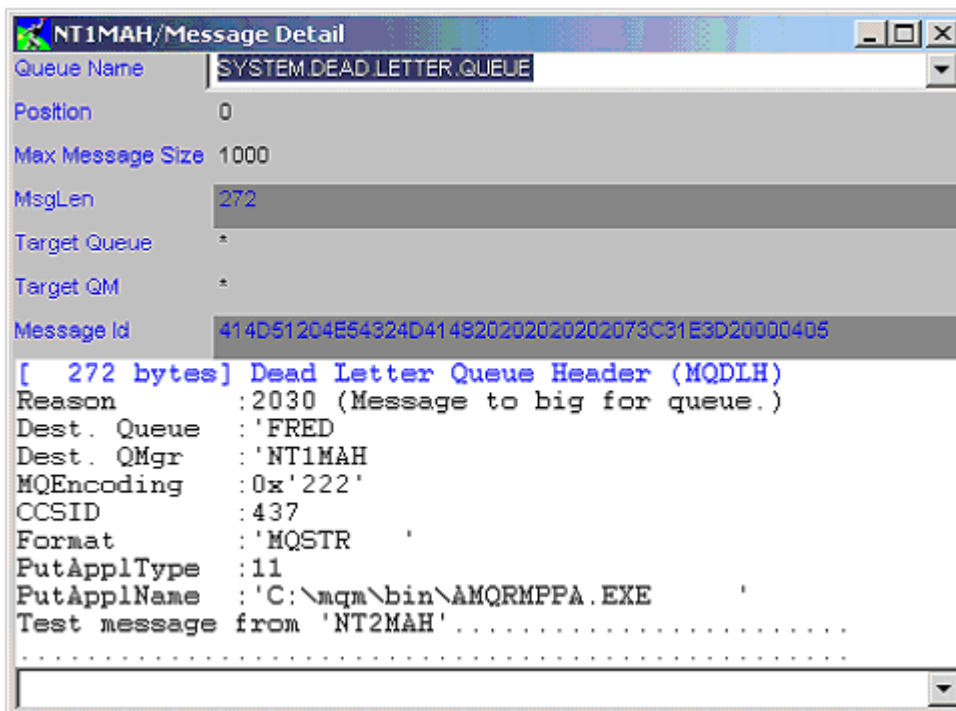 NT1MAH/Message Detail
Queue Name SYSTEM.DEAD.LETTER.QUEUE
Position 0
Max Message Size 1000
MsgLen 272
Target Queue *
Target QM *
Message Id 414D51204E54324D414820202020202073C31E3D20000405
[ 272 bytes] Dead Letter Queue Header (MQDLH)
Reason :2030 (Message to big for queue.)
Dest. Queue :'FRED
Dest. QMgr :'NT1MAH
MQEncoding :0x'222'
CCSID :437
Format :'MQSTR '
PutApplType :11
PutApplName :'C:\mqm\bin\AMQRMPPA.EXE '
Test message from 'NT2MAH'........................
...................................................